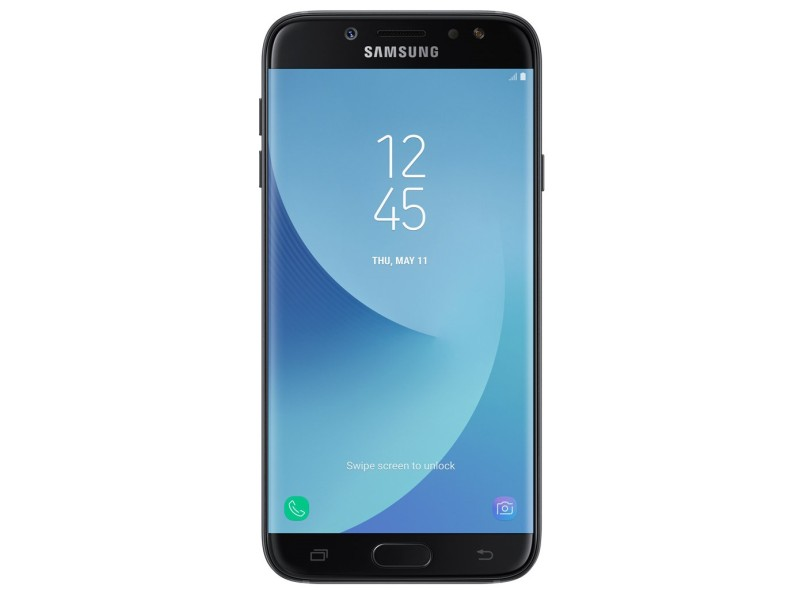 SAMSUNG
12
45
THU, MAY 11
Swipe screen to unlock